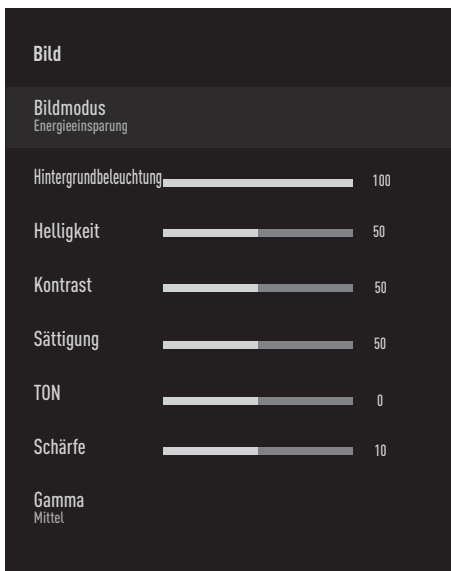 Bild
Bildmodus
Energieeinsparung
Hintergrundbeleuchtung 100
Helligkeit 50
Kontrast 50
Sättigung 50
TON 0
Schärfe 10
Gamma
Mittel